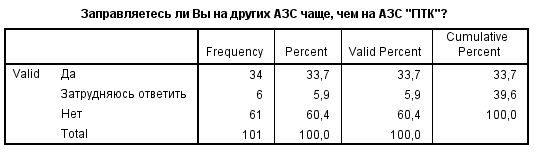 Заправляетесь ли Вы на других АЗС чаще, чем на АЗС "ПТК"?
Frequency Percent Valid Percent Cumulative Percent
Valid Да 34 33,7 33,7 33,7
Затрудняюсь ответить 6 5,9 5,9 39,6
Нет 61 60,4 60,4 100,0
Total 101 100,0 100,0